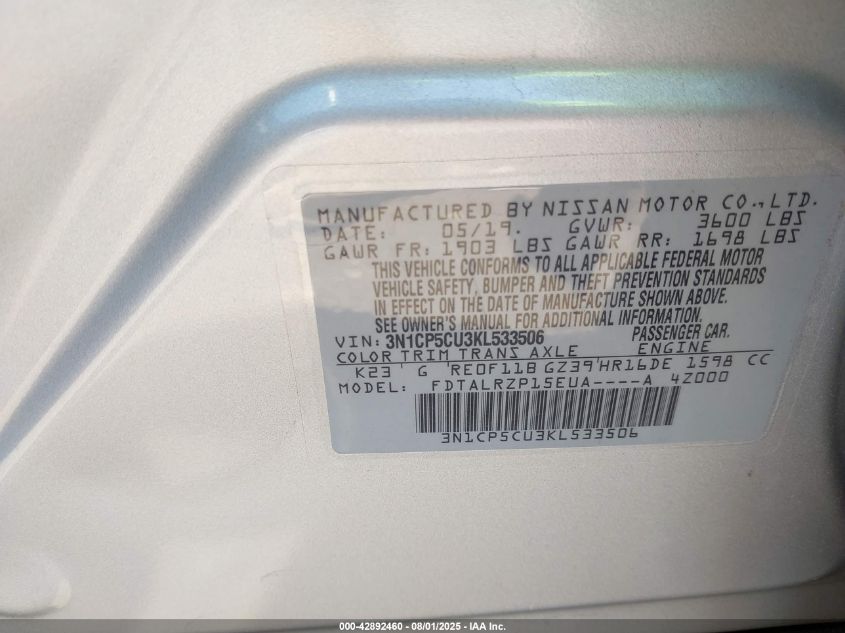 MANUFACTURED BY NISSAN MOTOR CO.,LTD.
DATE: 05/19. GVWR: 3600 LBS
GAWR FR: 1903 LBS GAWR RR: 1698 LBS
THIS VEHICLE CONFORMS TO ALL APPLICABLE FEDERAL MOTOR
VEHICLE SAFETY, BUMPER AND THEFT PREVENTION STANDARDS
IN EFFECT ON THE DATE OF MANUFACTURE SHOWN ABOVE.
SEE OWNER'S MANUAL FOR ADDITIONAL INFORMATION.
VIN: 3N1CP5CU3KL533506 PASSENGER CAR.
COLOR TRIM TRANS AXLE ENGINE
K23 G RE0F11B GZ39 HR16DE 1598 CC
MODEL: FDTALRZP15EUA----A 4Z000
3N1CP5CU3KL533506
000-42892460 - 08/01/2025 - IAA Inc.